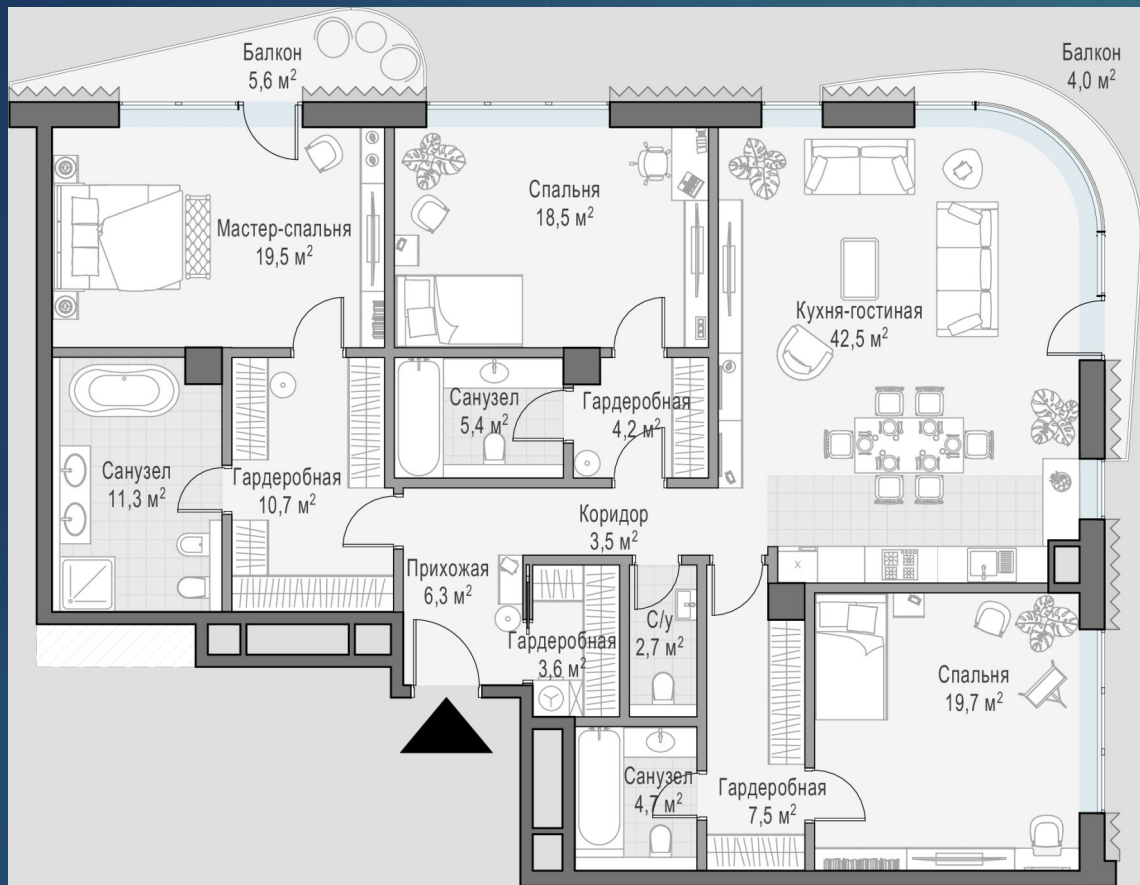 Балкон
5,6 м²
Балкон
4,0 м²
Мастер-спальня
19,5 м²
Спальня
18,5 м²
Кухня-гостиная
42,5 м²
Санузел
11,3 м²
Гардеробная
10,7 м²
Санузел
5,4 м²
Гардеробная
4,2 м²
Коридор
3,5 м²
Прихожая
6,3 м²
Гардеробная
3,6 м²
С/у
2,7 м²
Спальня
19,7 м²
Санузел
4,7 м²
Гардеробная
7,5 м²
X